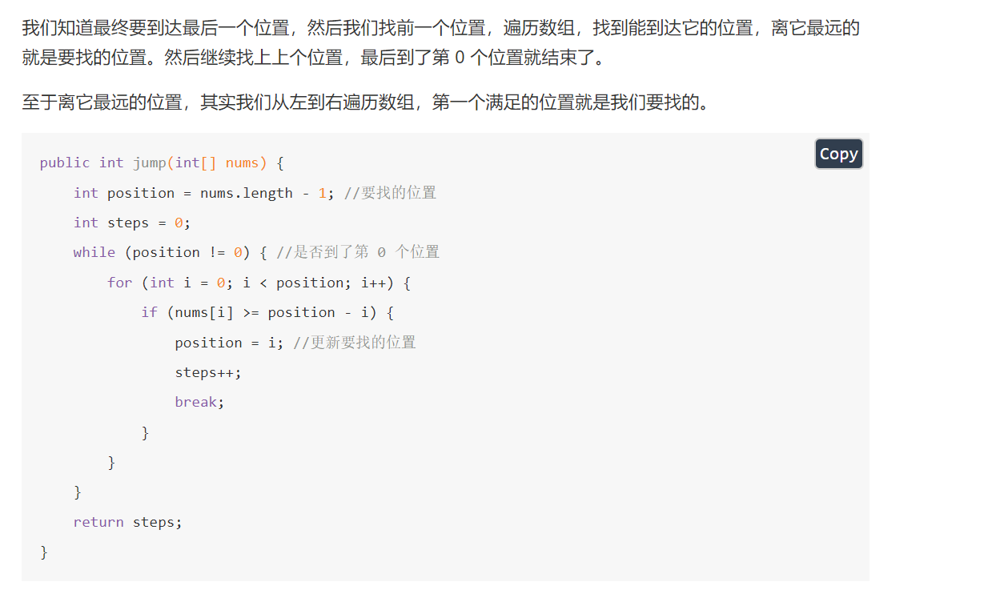 我们知道最终要到达最后一个位置，然后我们找前一个位置，遍历数组，找到能到达它的位置，离它最远的
就是要找的位置。然后继续找上上个位置，最后到了第 0 个位置就结束了。
至于离它最远的位置，其实我们从左到右遍历数组，第一个满足的位置就是我们要找的。
Copy
public int jump(int[] nums) {
    int position = nums.length - 1; //要找的位置
    int steps = 0;
    while (position != 0) { //是否到了第 0 个位置
        for (int i = 0; i < position; i++) {
            if (nums[i] >= position - i) {
                position = i; //更新要找的位置
                steps++;
                break;
            }
        }
    }
    return steps;
}